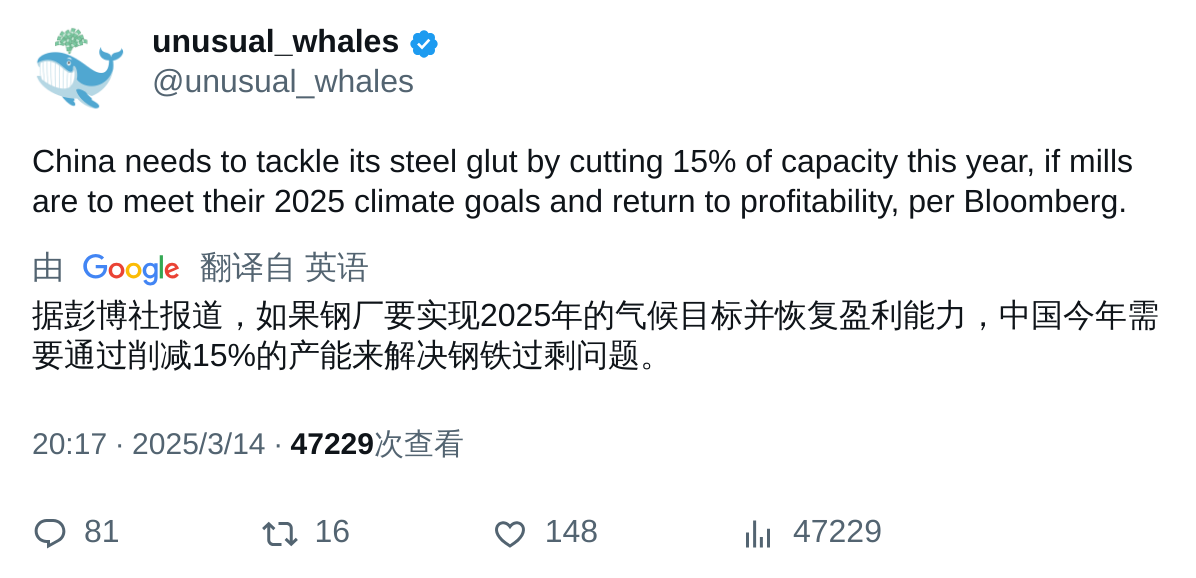 unusual_whales
@unusual_whales
China needs to tackle its steel glut by cutting 15% of capacity this year, if mills
are to meet their 2025 climate goals and return to profitability, per Bloomberg.
由 Google 翻译自 英语
据彭博社报道，如果钢厂要实现2025年的气候目标并恢复盈利能力，中国今年需
要通过削减15%的产能来解决钢铁过剩问题。
20:17 · 2025/3/14 · 47229次查看
81 16 148 47229